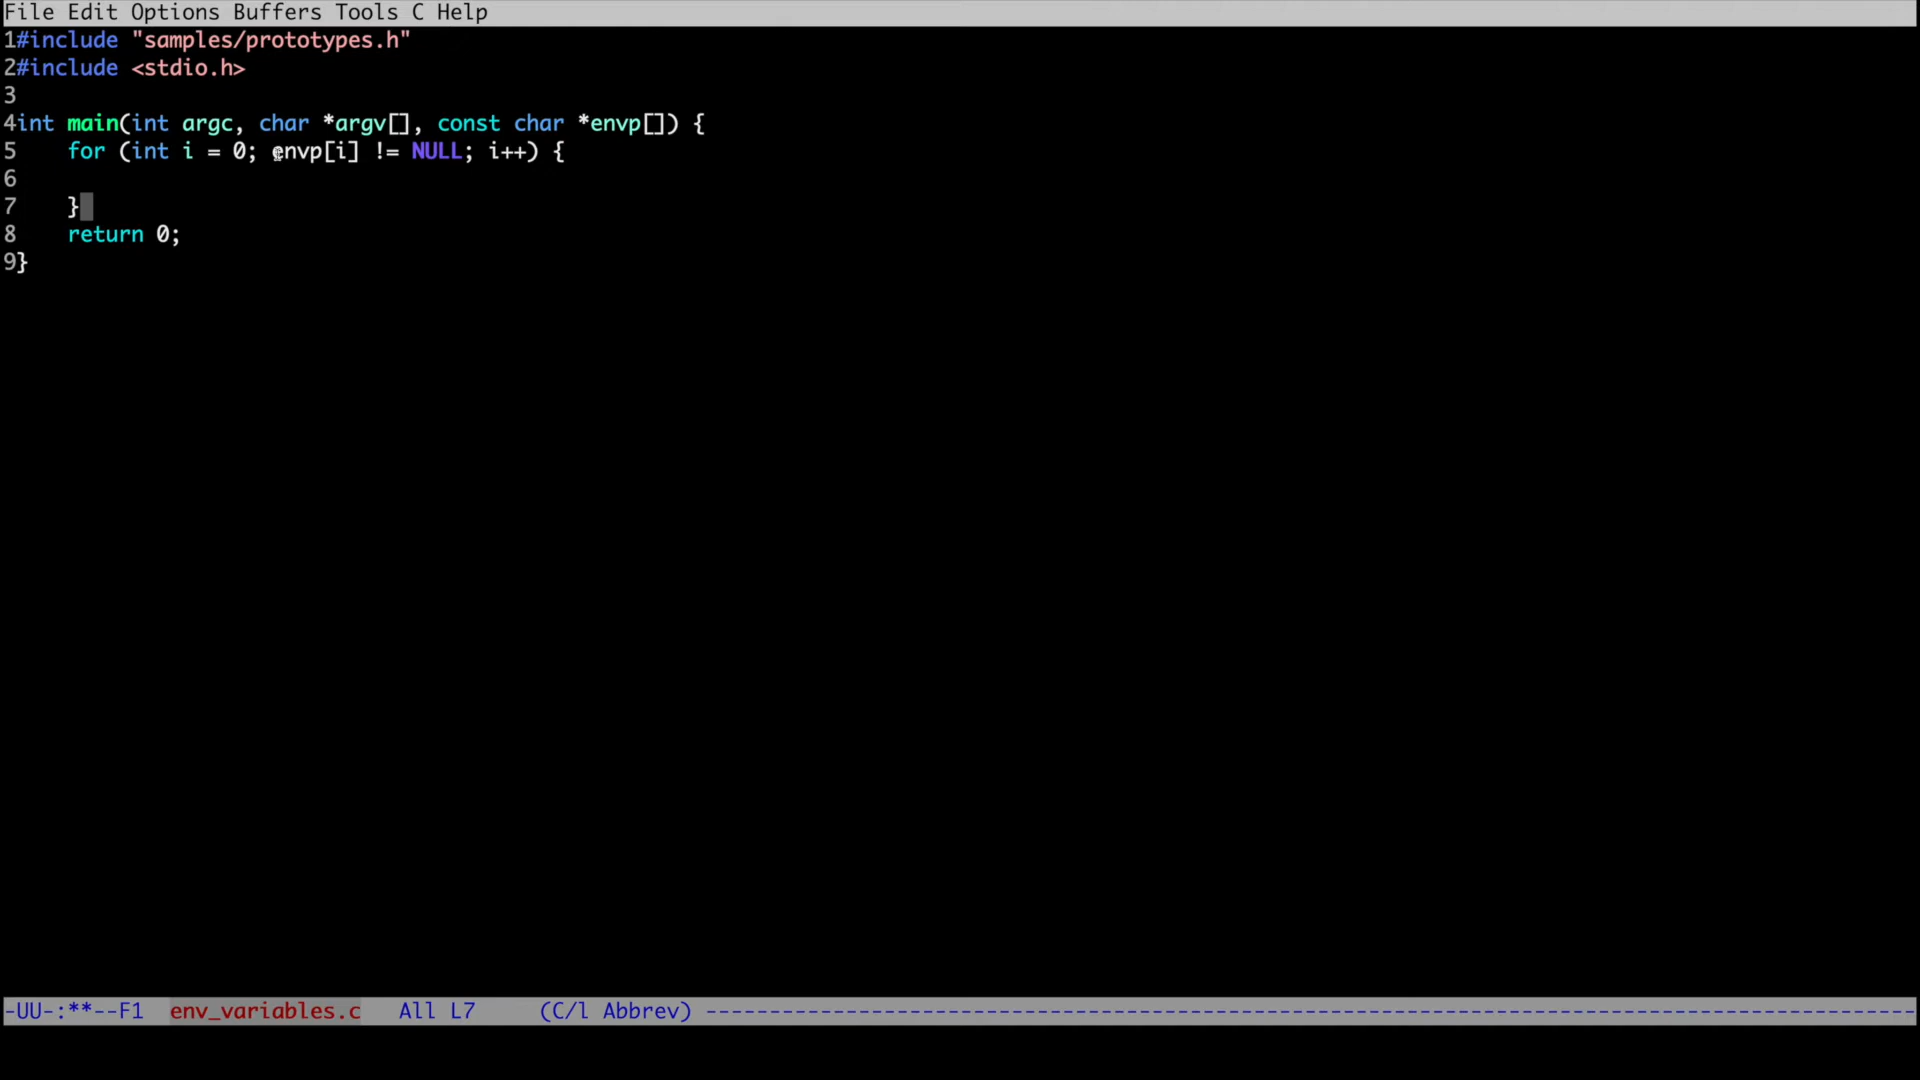 File Edit Options Buffers Tools C Help
1#include "samples/prototypes.h"
2#include <stdio.h>
3
4int main(int argc, char *argv[], const char *envp[]) {
5    for (int i = 0; envp[i] != NULL; i++) {
6
7    }
8    return 0;
9}
-UU-:**--F1  env_variables.c   All L7     (C/l Abbrev) -----------------------------------------------------------------------------------------------